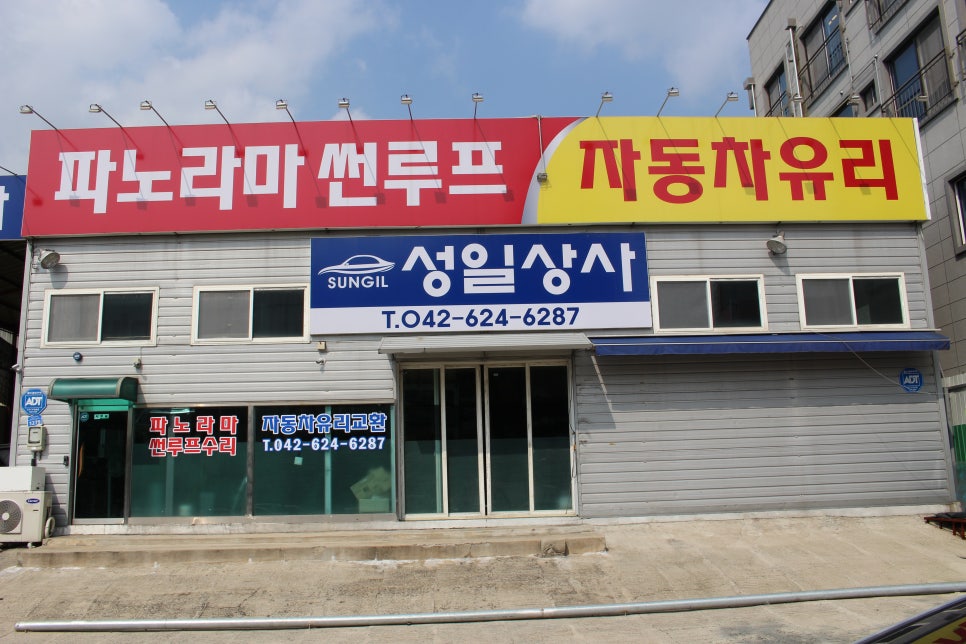 파노라마썬루프 자동차유리
SUNGIL 성일상사
T.042-624-6287
파노라마
썬루프수리
자동차유리교환
T.042-624-6287
ADT
ADT